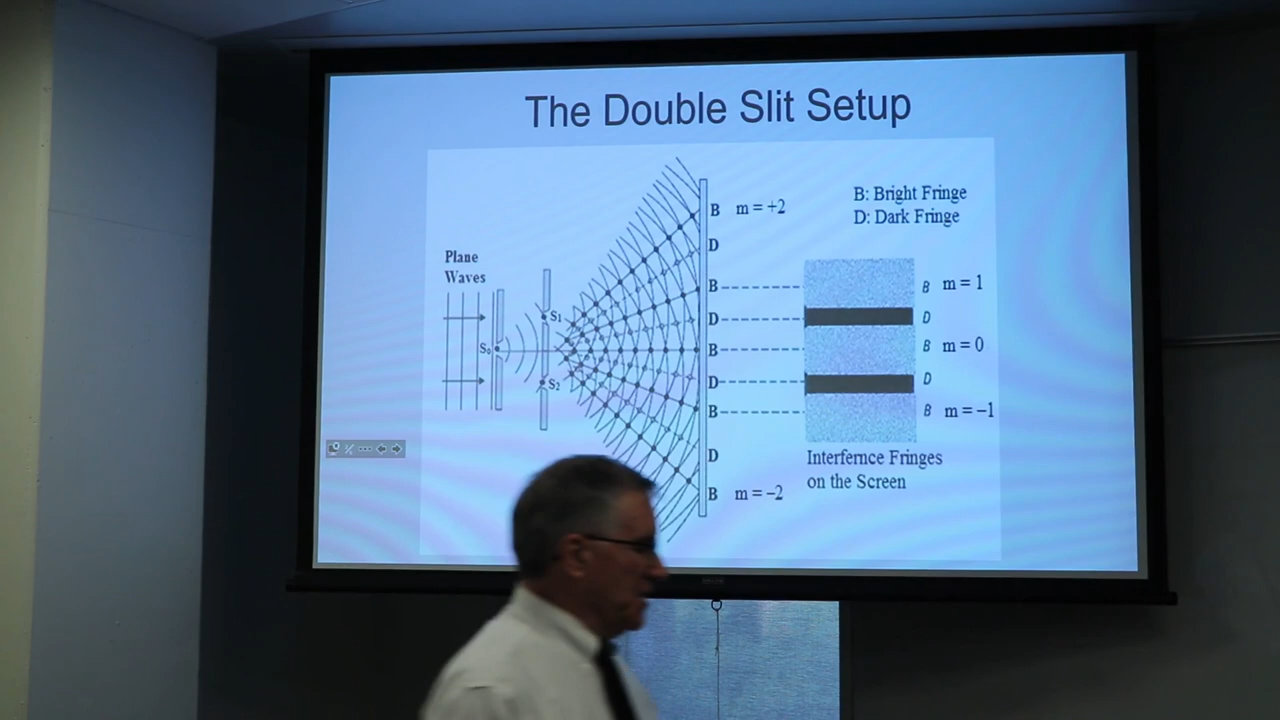 The Double Slit Setup
B: Bright Fringe
D: Dark Fringe
Plane
Waves
S₀
S₁
S₂
B m = +2
D
B
D
B
D
B
D
B m = −2
B m = 1
D
B m = 0
D
B m = −1
Interfernce Fringes
on the Screen